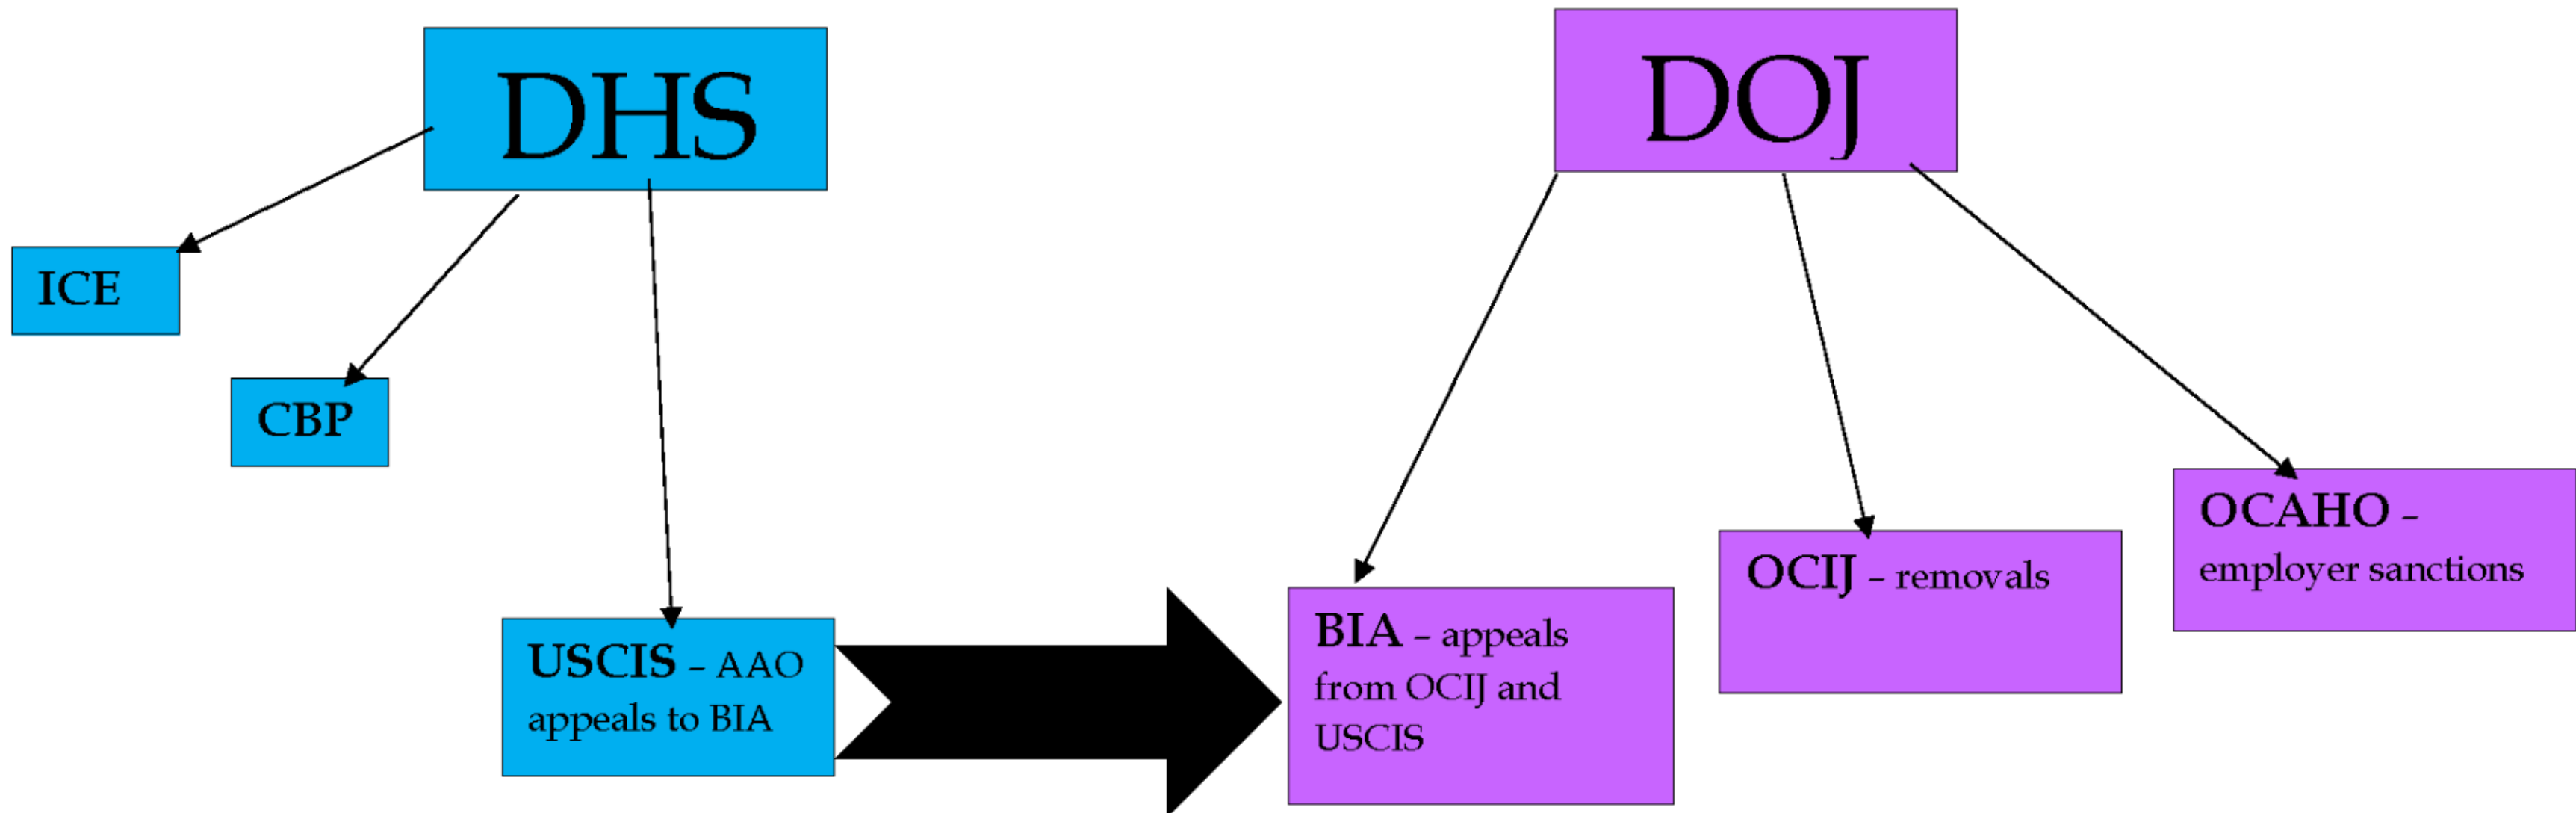 DHS
DOJ
ICE
CBP
USCIS – AAO
appeals to BIA
BIA – appeals
from OCIJ and
USCIS
OCIJ – removals
OCAHO –
employer sanctions